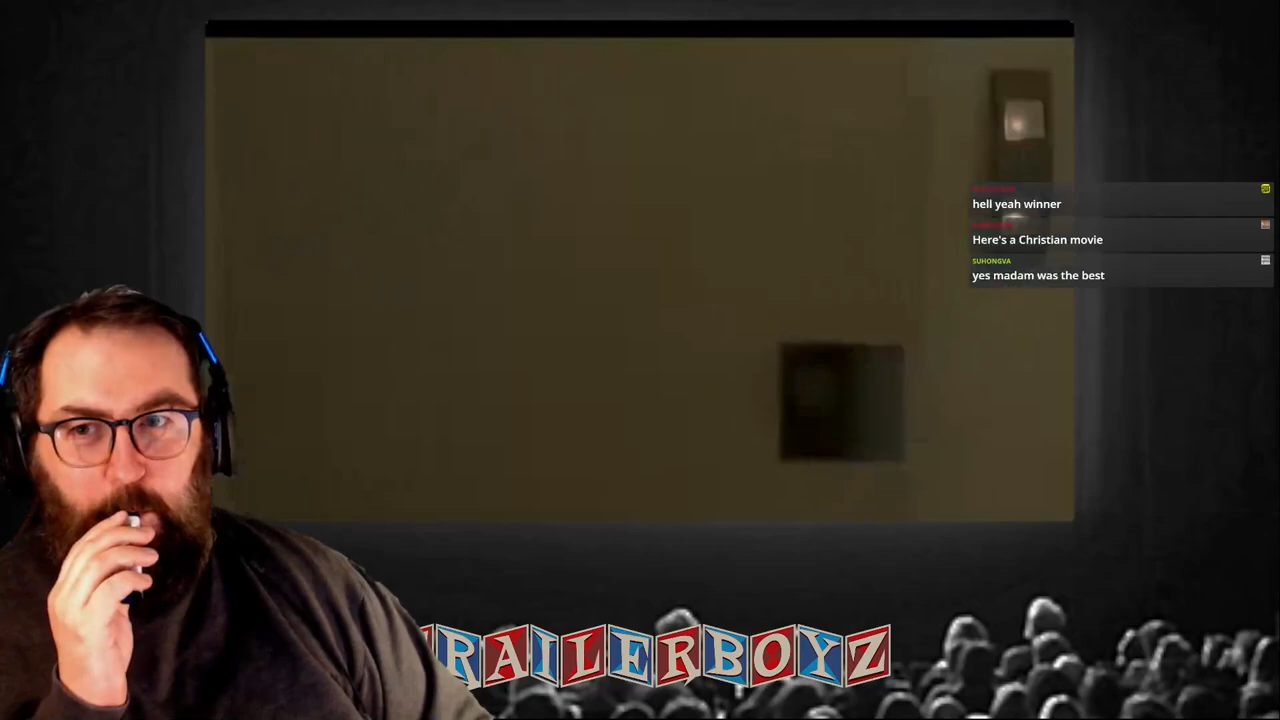 hell yeah winner
Here's a Christian movie
SUHONGVA
yes madam was the best
RAILERBOYZ